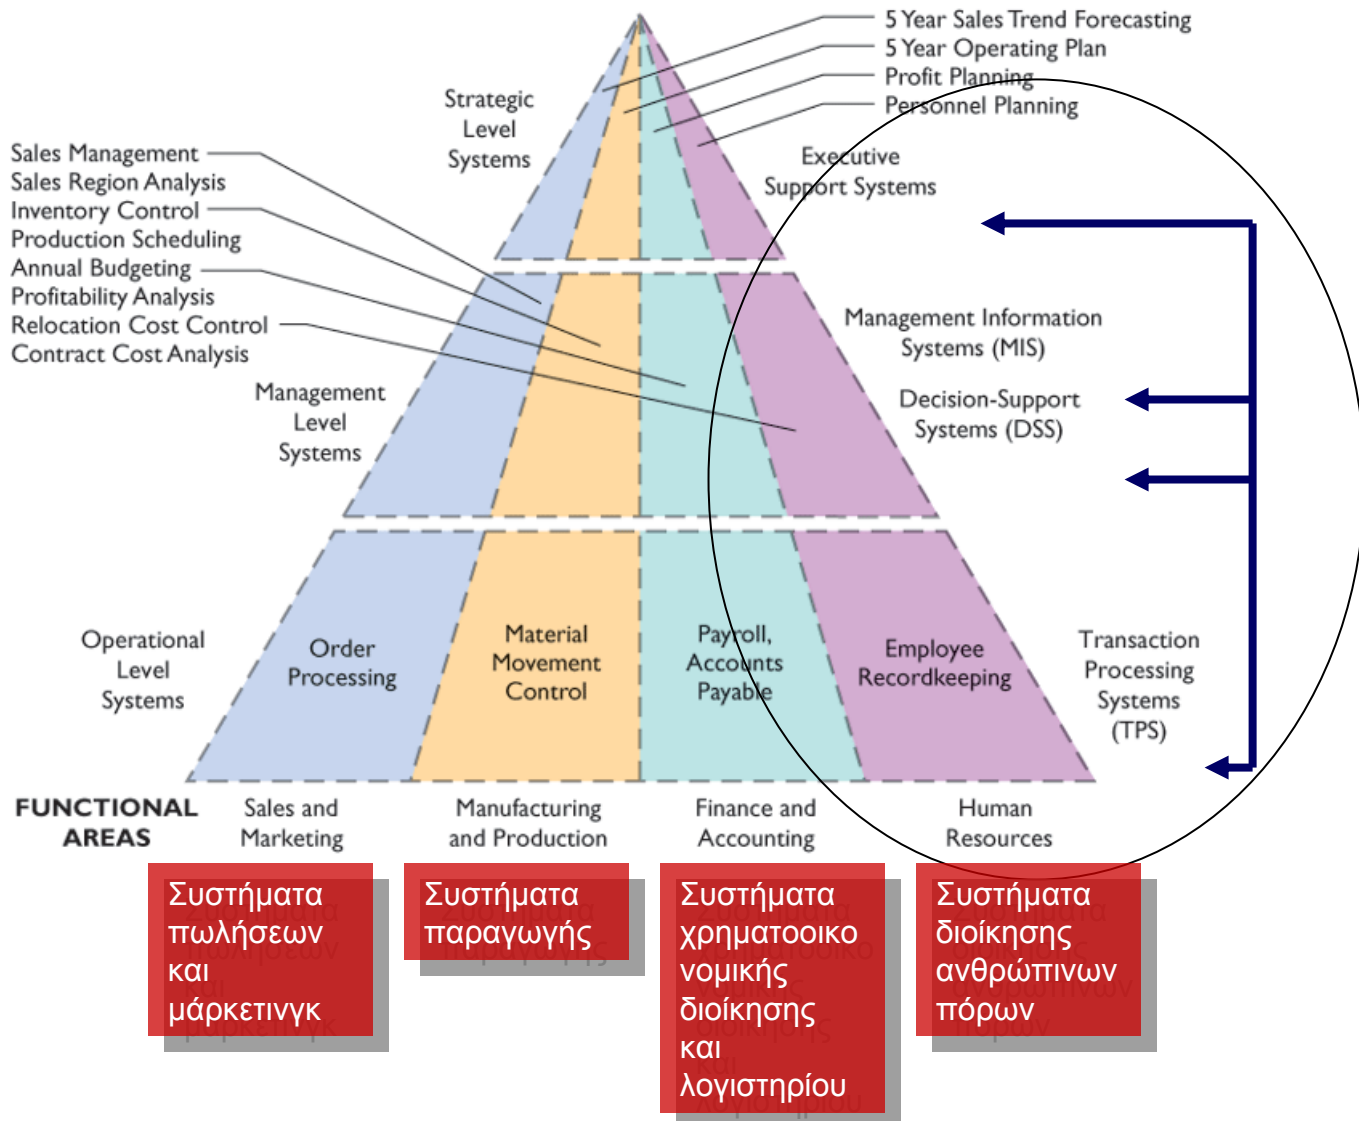 5 Year Sales Trend Forecasting
5 Year Operating Plan
Profit Planning
Personnel Planning
Strategic
Level
Systems
Executive
Support Systems
Sales Management
Sales Region Analysis
Inventory Control
Production Scheduling
Annual Budgeting
Profitability Analysis
Relocation Cost Control
Contract Cost Analysis
Management Information
Systems (MIS)
Management
Level
Systems
Decision-Support
Systems (DSS)
Operational
Level
Systems
Order
Processing
Material
Movement
Control
Payroll,
Accounts
Payable
Employee
Recordkeeping
Transaction
Processing
Systems
(TPS)
FUNCTIONAL
AREAS
Sales and
Marketing
Manufacturing
and Production
Finance and
Accounting
Human
Resources
Συστήματα
πωλήσεων
και
μάρκετινγκ
Συστήματα
παραγωγής
Συστήματα
χρηματοοικο
νομικής
διοίκησης
και
λογιστηρίου
Συστήματα
διοίκησης
ανθρώπινων
πόρων